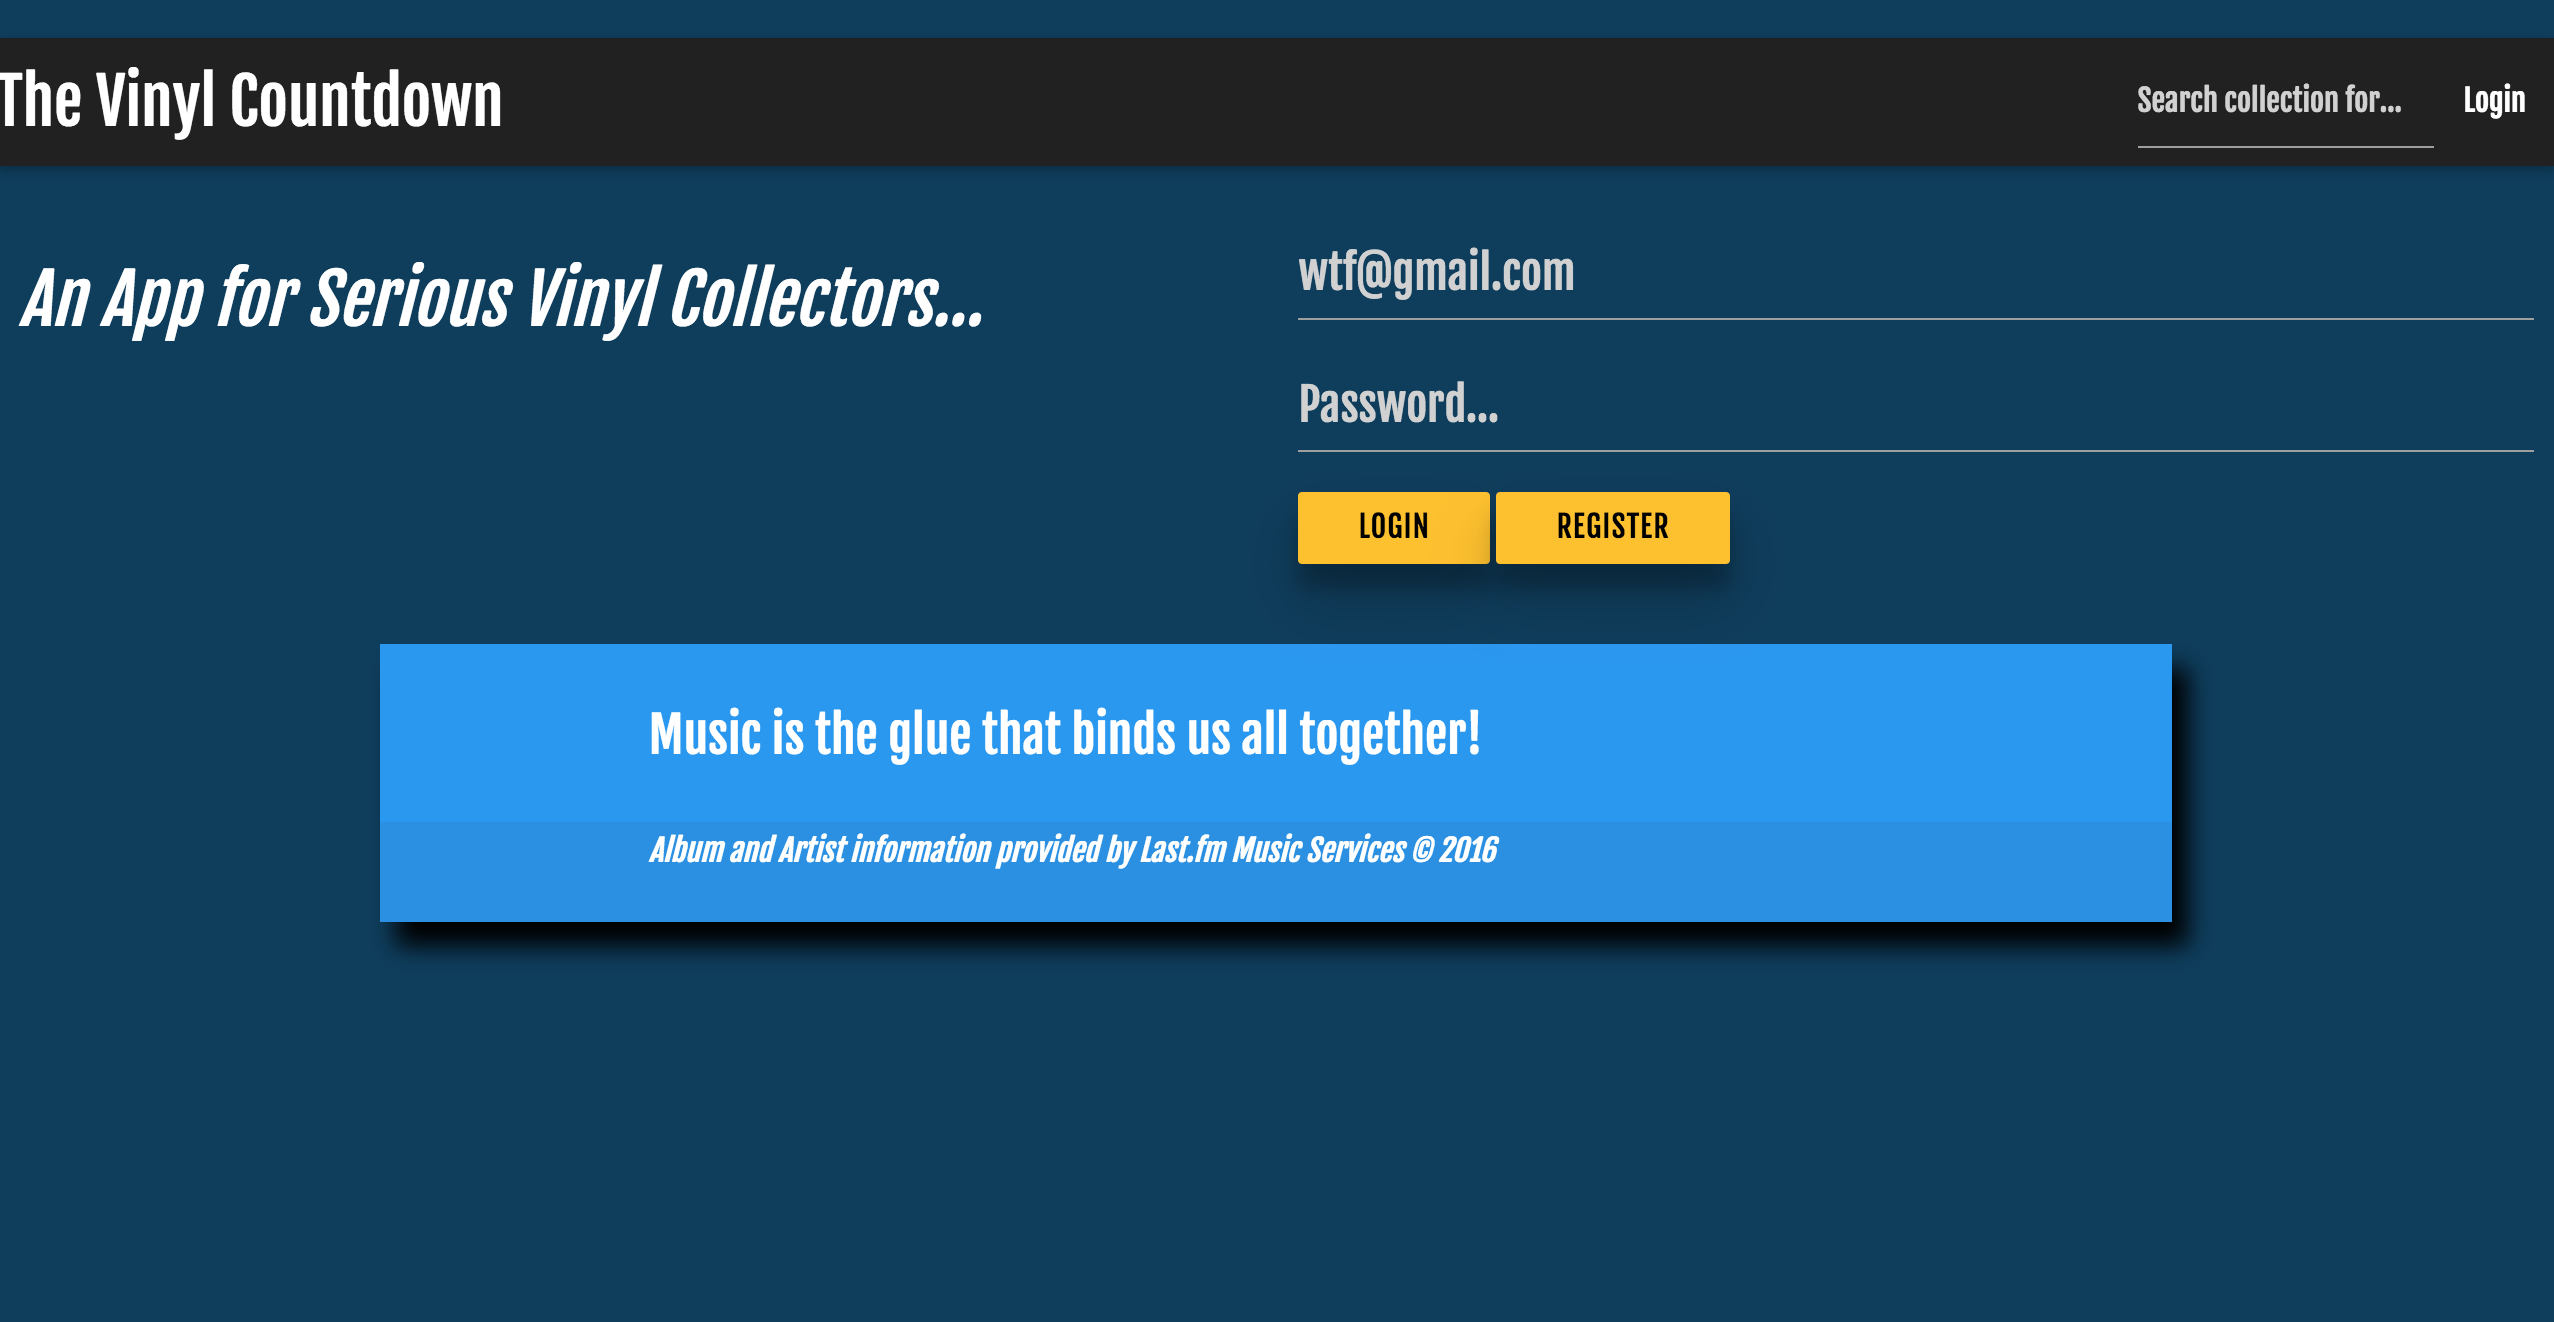 The Vinyl Countdown
Search collection for...
Login
An App for Serious Vinyl Collectors...
wtf@gmail.com
Password...
LOGIN
REGISTER
Music is the glue that binds us all together!
Album and Artist information provided by Last.fm Music Services © 2016